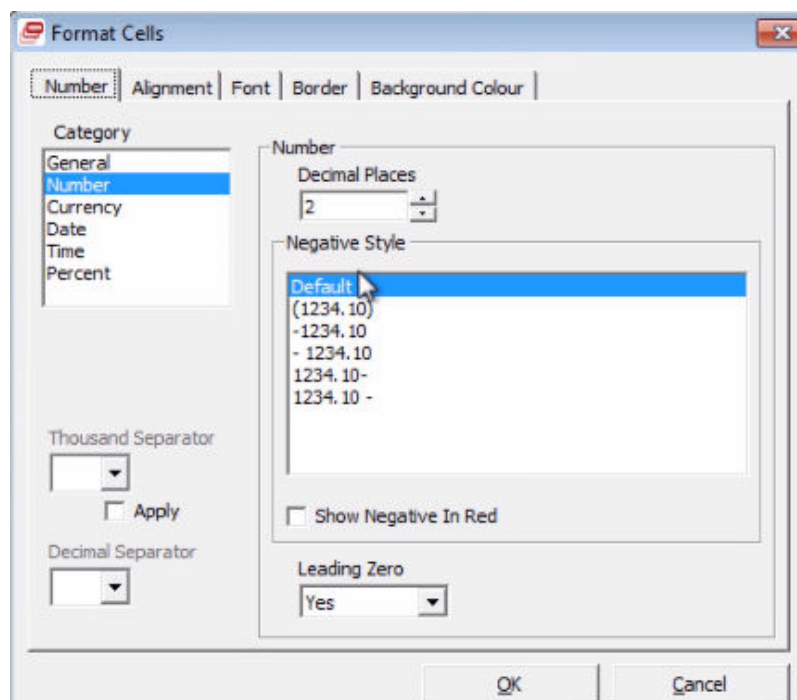 Format Cells
Number Alignment Font Border Background Colour
Category
General
Number
Currency
Date
Time
Percent
Thousand Separator
Apply
Decimal Separator
Number
Decimal Places
2
Negative Style
Default
(1234.10)
-1234.10
- 1234.10
1234.10-
1234.10 -
Show Negative In Red
Leading Zero
Yes
OK Cancel